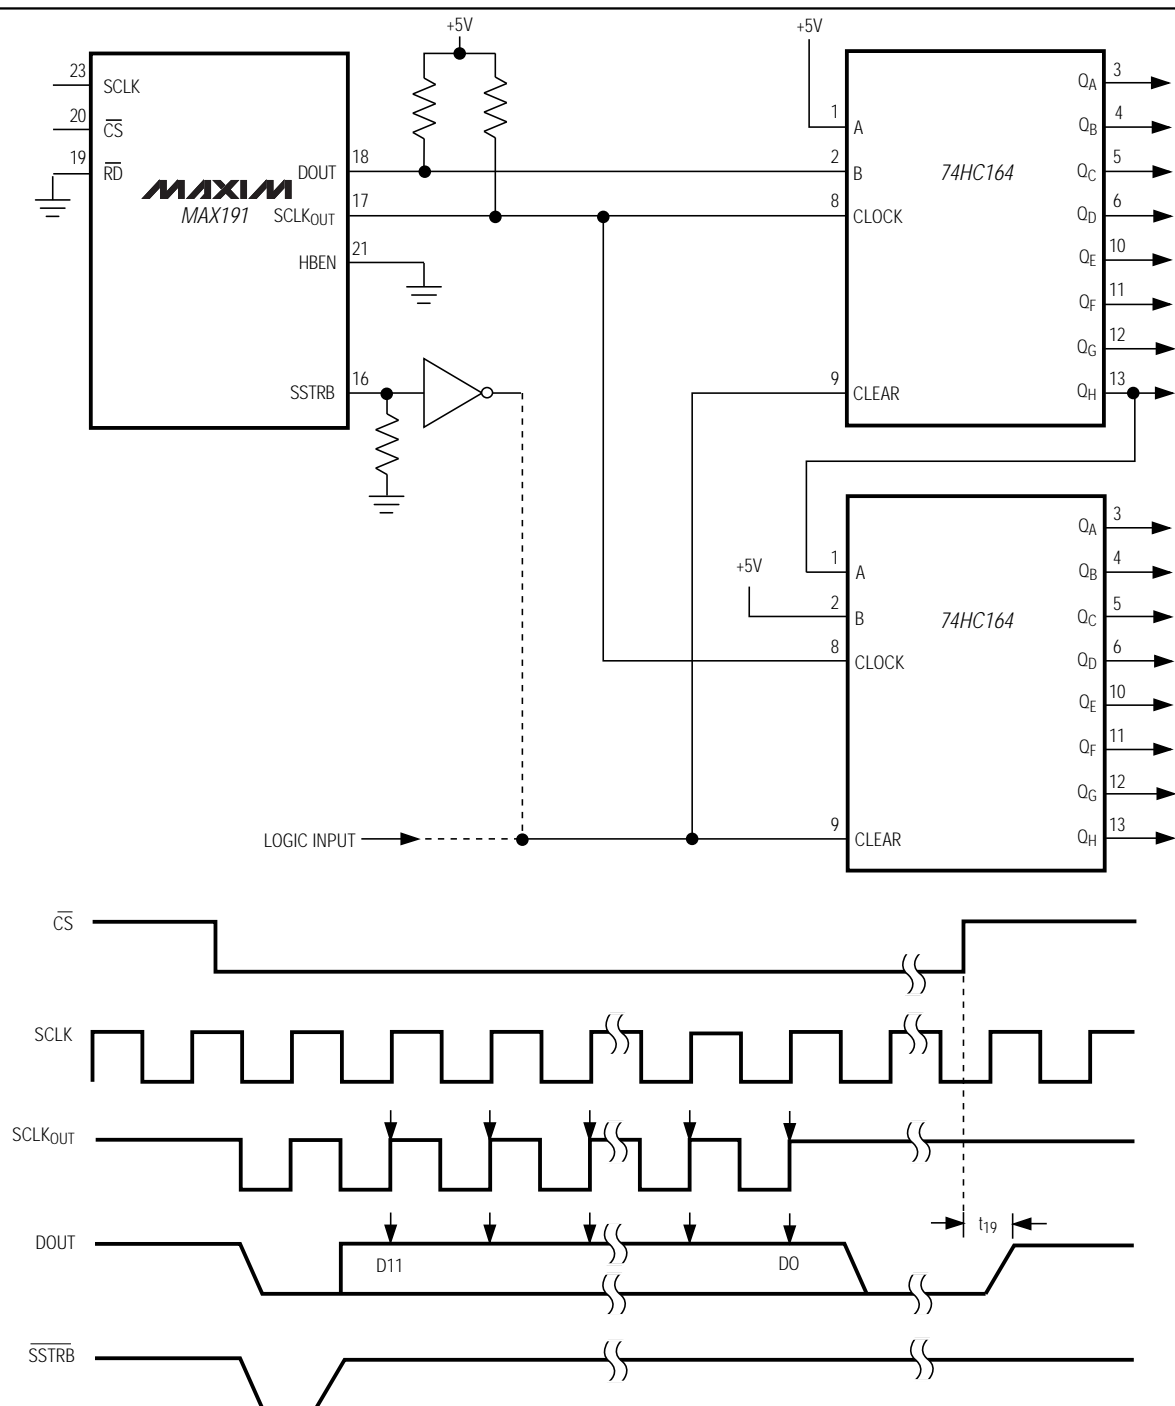 +5V
+5V
23
SCLK
20
CS
19
RD
MAXIM
MAX191
DOUT
18
SCLKOUT
17
HBEN
21
SSTRB
16
1
A
2
B
8
CLOCK
9
CLEAR
74HC164
QA
3
QB
4
QC
5
QD
6
QE
10
QF
11
QG
12
QH
13
+5V
1
A
2
B
8
CLOCK
9
CLEAR
74HC164
QA
3
QB
4
QC
5
QD
6
QE
10
QF
11
QG
12
QH
13
LOGIC INPUT
CS
SCLK
SCLKOUT
t19
DOUT
D11
DO
SSTRB